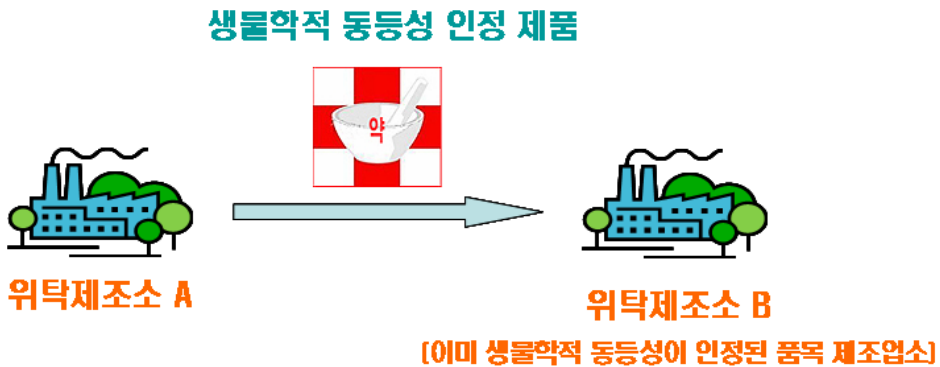 생물학적 동등성 인정 제품
약
위탁제조소 A
위탁제조소 B
(이미 생물학적 동등성이 인정된 품목 제조업소)